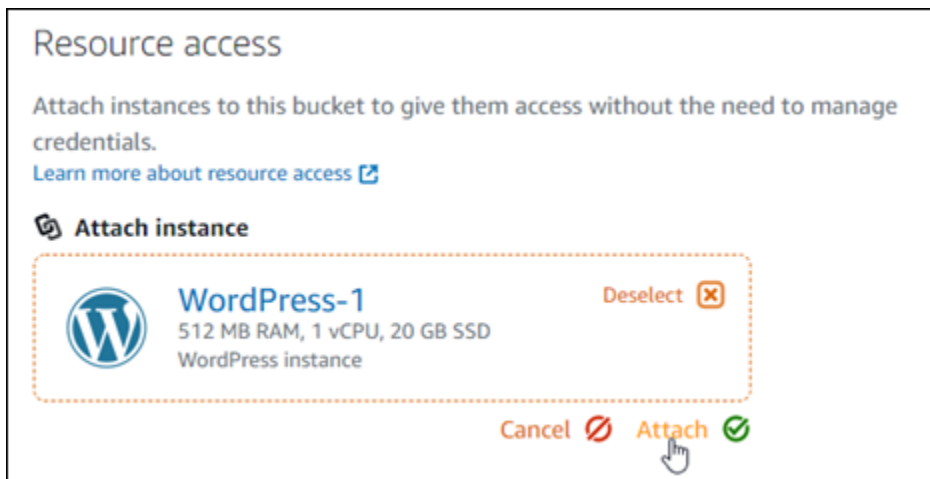 Resource access
Attach instances to this bucket to give them access without the need to manage
credentials.
Learn more about resource access
Attach instance
WordPress-1
Deselect
512 MB RAM, 1 vCPU, 20 GB SSD
WordPress instance
Cancel Attach